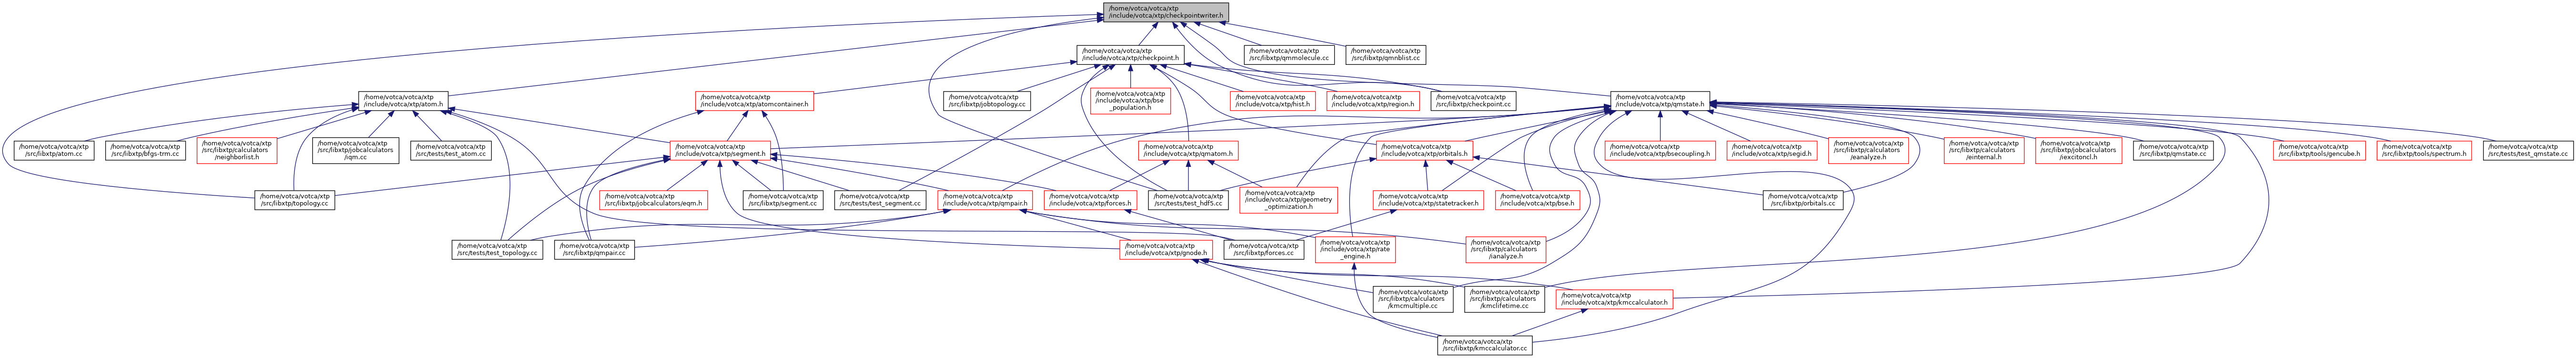 /home/votca/votca/xtp
/include/votca/xtp/checkpointwriter.h
/home/votca/votca/xtp
/include/votca/xtp/checkpoint.h
/home/votca/votca/xtp
/src/libxtp/qmmolecule.cc
/home/votca/votca/xtp
/src/libxtp/qmnblist.cc
/home/votca/votca/xtp
/include/votca/xtp/atom.h
/home/votca/votca/xtp
/include/votca/xtp/atomcontainer.h
/home/votca/votca/xtp
/src/libxtp/jobtopology.cc
/home/votca/votca/xtp
/include/votca/xtp/bse
_population.h
/home/votca/votca/xtp
/include/votca/xtp/hist.h
/home/votca/votca/xtp
/include/votca/xtp/region.h
/home/votca/votca/xtp
/src/libxtp/checkpoint.cc
/home/votca/votca/xtp
/include/votca/xtp/qmstate.h
/home/votca/votca/xtp
/src/libxtp/atom.cc
/home/votca/votca/xtp
/src/libxtp/bfgs-trm.cc
/home/votca/votca/xtp
/src/libxtp/calculators
/neighborlist.h
/home/votca/votca/xtp
/src/libxtp/jobcalculators
/iqm.cc
/home/votca/votca/xtp
/src/tests/test_atom.cc
/home/votca/votca/xtp
/include/votca/xtp/segment.h
/home/votca/votca/xtp
/include/votca/xtp/qmatom.h
/home/votca/votca/xtp
/include/votca/xtp/orbitals.h
/home/votca/votca/xtp
/include/votca/xtp/bsecoupling.h
/home/votca/votca/xtp
/include/votca/xtp/segid.h
/home/votca/votca/xtp
/src/libxtp/calculators
/eanalyze.h
/home/votca/votca/xtp
/src/libxtp/calculators
/einternal.h
/home/votca/votca/xtp
/src/libxtp/jobcalculators
/iexcitoncl.h
/home/votca/votca/xtp
/src/libxtp/qmstate.cc
/home/votca/votca/xtp
/src/libxtp/tools/gencube.h
/home/votca/votca/xtp
/src/libxtp/tools/spectrum.h
/home/votca/votca/xtp
/src/tests/test_qmstate.cc
/home/votca/votca/xtp
/src/libxtp/topology.cc
/home/votca/votca/xtp
/src/libxtp/jobcalculators/eqm.h
/home/votca/votca/xtp
/src/libxtp/segment.cc
/home/votca/votca/xtp
/src/tests/test_segment.cc
/home/votca/votca/xtp
/include/votca/xtp/qmpair.h
/home/votca/votca/xtp
/include/votca/xtp/forces.h
/home/votca/votca/xtp
/src/tests/test_hdf5.cc
/home/votca/votca/xtp
/include/votca/xtp/geometry
_optimization.h
/home/votca/votca/xtp
/include/votca/xtp/statetracker.h
/home/votca/votca/xtp
/include/votca/xtp/bse.h
/home/votca/votca/xtp
/src/libxtp/orbitals.cc
/home/votca/votca/xtp
/src/tests/test_topology.cc
/home/votca/votca/xtp
/src/libxtp/qmpair.cc
/home/votca/votca/xtp
/include/votca/xtp/gnode.h
/home/votca/votca/xtp
/src/libxtp/forces.cc
/home/votca/votca/xtp
/include/votca/xtp/rate
_engine.h
/home/votca/votca/xtp
/src/libxtp/calculators
/ianalyze.h
/home/votca/votca/xtp
/src/libxtp/calculators
/kmcmultiple.cc
/home/votca/votca/xtp
/src/libxtp/calculators
/kmclifetime.cc
/home/votca/votca/xtp
/include/votca/xtp/kmccalculator.h
/home/votca/votca/xtp
/src/libxtp/kmccalculator.cc